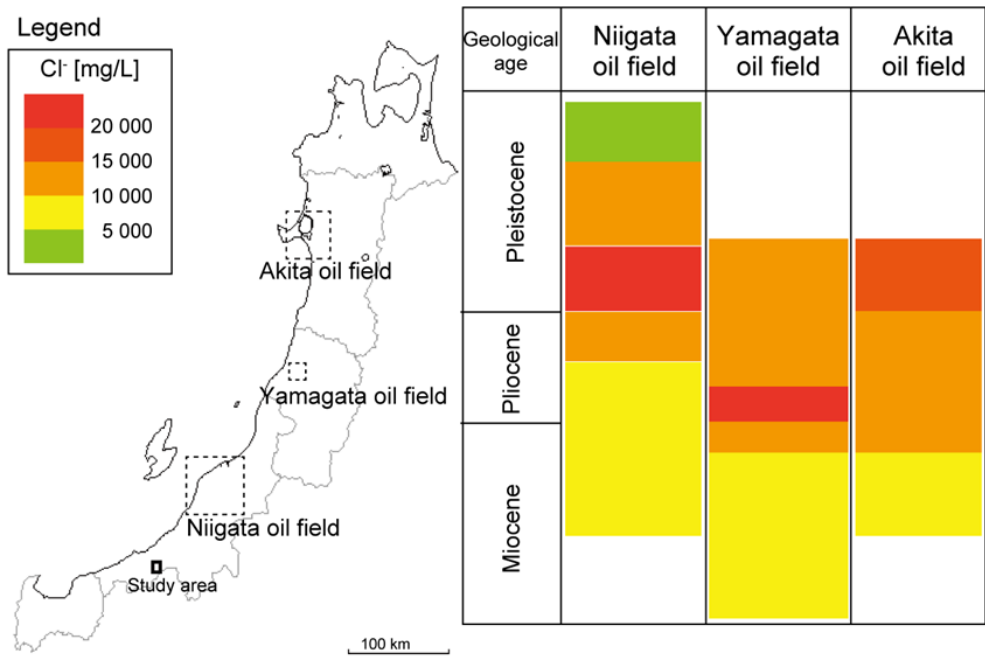 Legend
Cl⁻ [mg/L]
20 000
15 000
10 000
5 000
Akita oil field
Yamagata oil field
Niigata oil field
Study area
100 km
Geological
age
Niigata
oil field
Yamagata
oil field
Akita
oil field
Pleistocene
Pliocene
Miocene